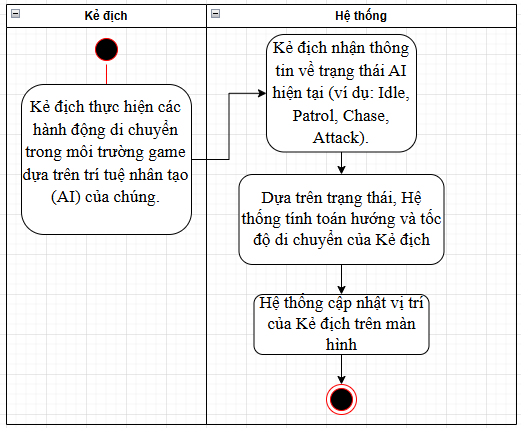 Kẻ địch
Hệ thống
Kẻ địch thực hiện các
hành động di chuyển
trong môi trường game
dựa trên trí tuệ nhân tạo
(AI) của chúng.
Kẻ địch nhận thông
tin về trạng thái AI
hiện tại (ví dụ: Idle,
Patrol, Chase,
Attack).
Dựa trên trạng thái, Hệ
thống tính toán hướng và tốc
độ di chuyển của Kẻ địch
Hệ thống cập nhật vị trí
của Kẻ địch trên màn
hình